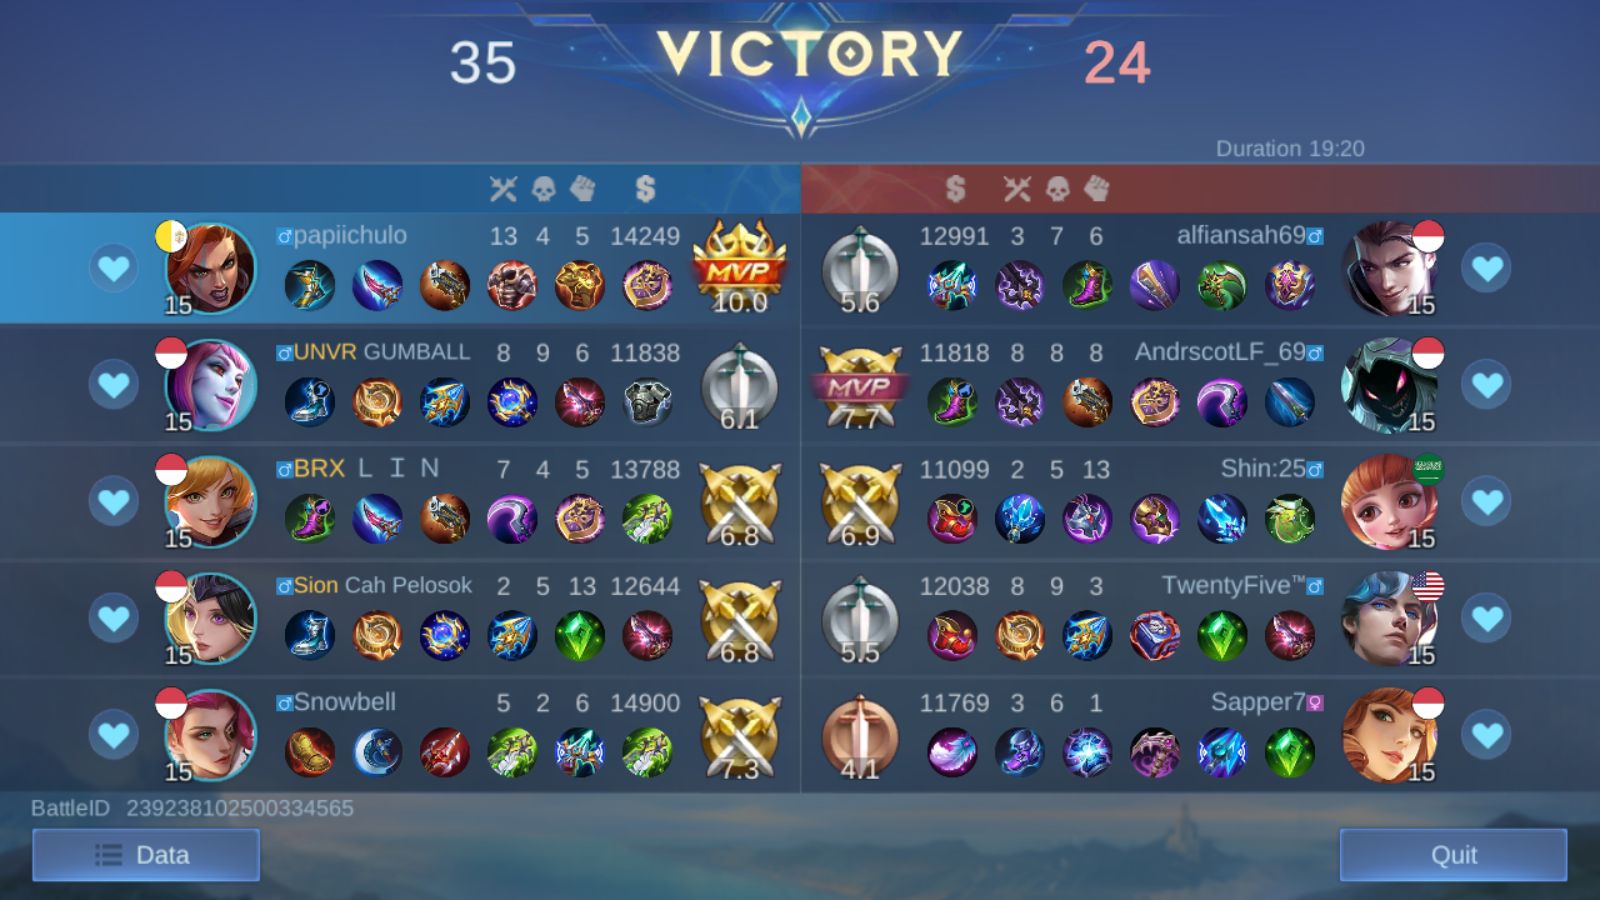 35 VICTORY 24
Duration 19:20
papiichulo 13 4 5 14249 MVP 10.0 15
5.6 12991 3 7 6 alfiansah69 15
UNVR GUMBALL 8 9 6 11838 6.1 15
MVP 7.7 11818 8 8 8 AndrscotLF_69 15
BRX L I N 7 4 5 13788 6.8 15
6.9 11099 2 5 13 Shin:25 15
Sion Cah Pelosok 2 5 13 12644 6.8 15
5.5 12038 8 9 3 TwentyFive™ 15
Snowbell 5 2 6 14900 7.3 15
4.1 11769 3 6 1 Sapper7 15
BattleID 239238102500334565
Data Quit